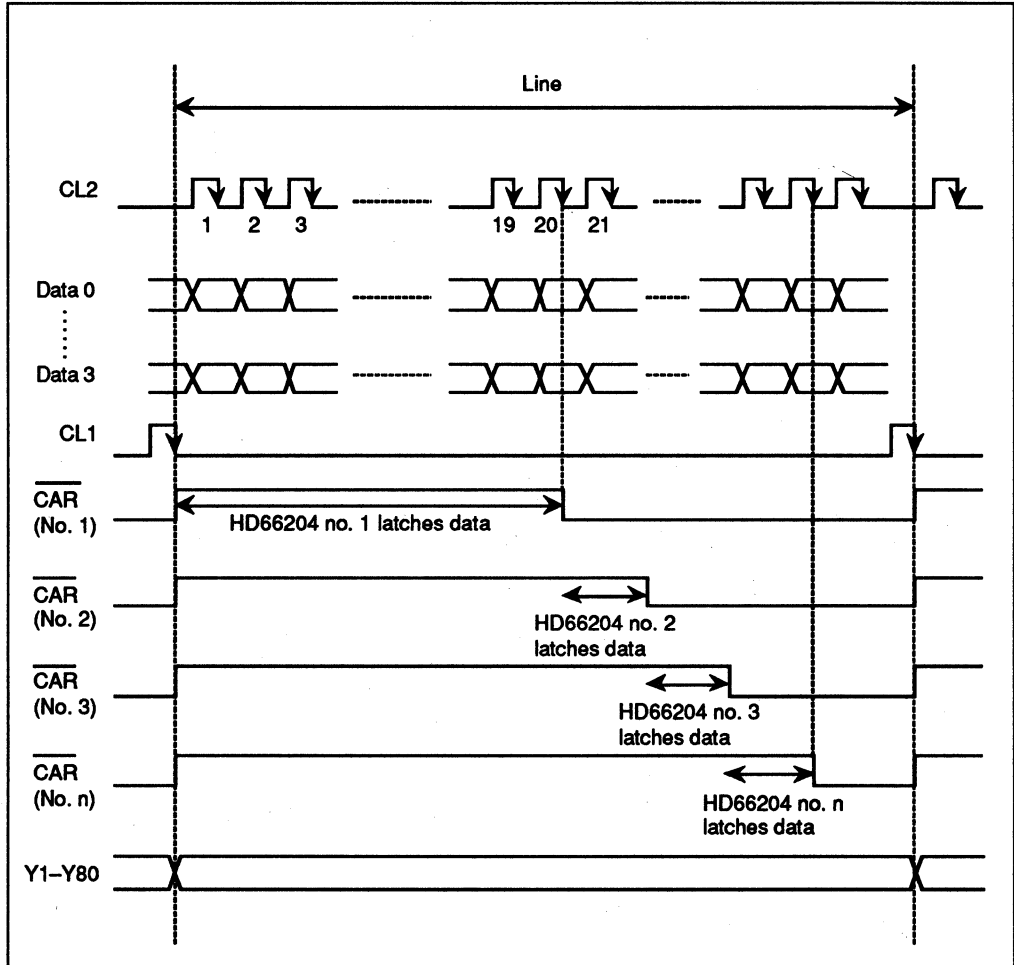 Line
CL2
1 2 3 19 20 21
Data 0
Data 3
CL1
CAR
(No. 1)
HD66204 no. 1 latches data
CAR
(No. 2)
HD66204 no. 2
latches data
CAR
(No. 3)
HD66204 no. 3
latches data
CAR
(No. n)
HD66204 no. n
latches data
Y1–Y80